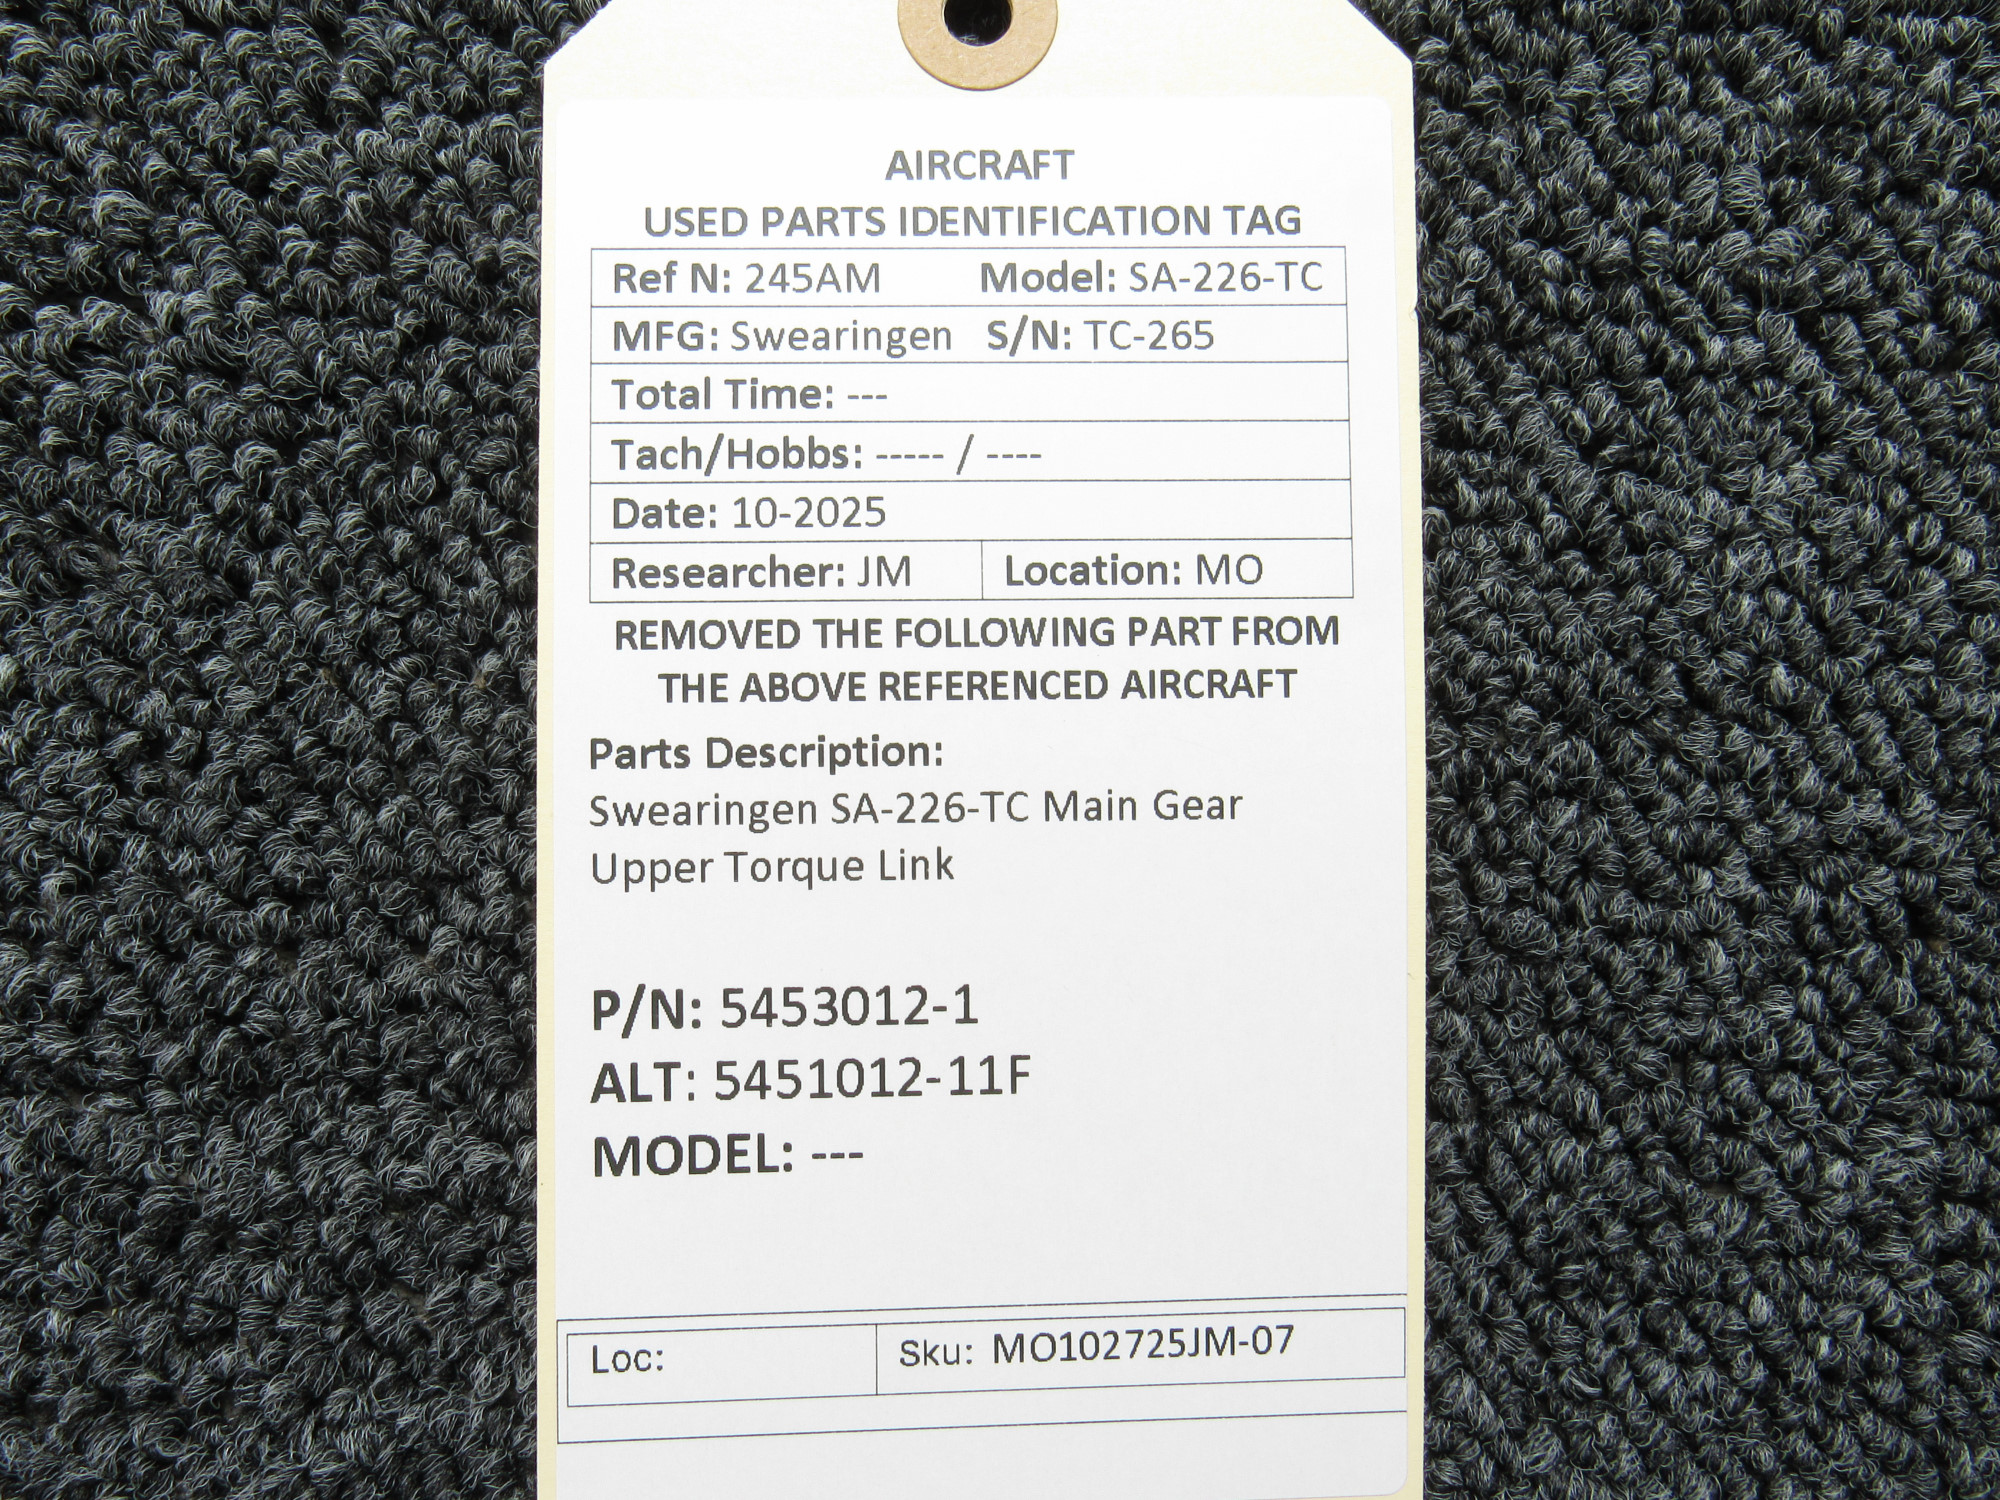 AIRCRAFT
USED PARTS IDENTIFICATION TAG
Ref N: 245AM Model: SA-226-TC
MFG: Swearingen S/N: TC-265
Total Time: ---
Tach/Hobbs: ----- / ----
Date: 10-2025
Researcher: JM Location: MO
REMOVED THE FOLLOWING PART FROM
THE ABOVE REFERENCED AIRCRAFT
Parts Description:
Swearingen SA-226-TC Main Gear
Upper Torque Link
P/N: 5453012-1
ALT: 5451012-11F
MODEL: ---
Loc: Sku: MO102725JM-07